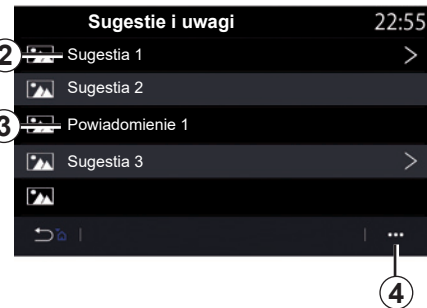 Sugestie i uwagi 22:55
2 Sugestia 1 >
Sugestia 2
3 Powiadomienie 1
Sugestia 3 >
...
4